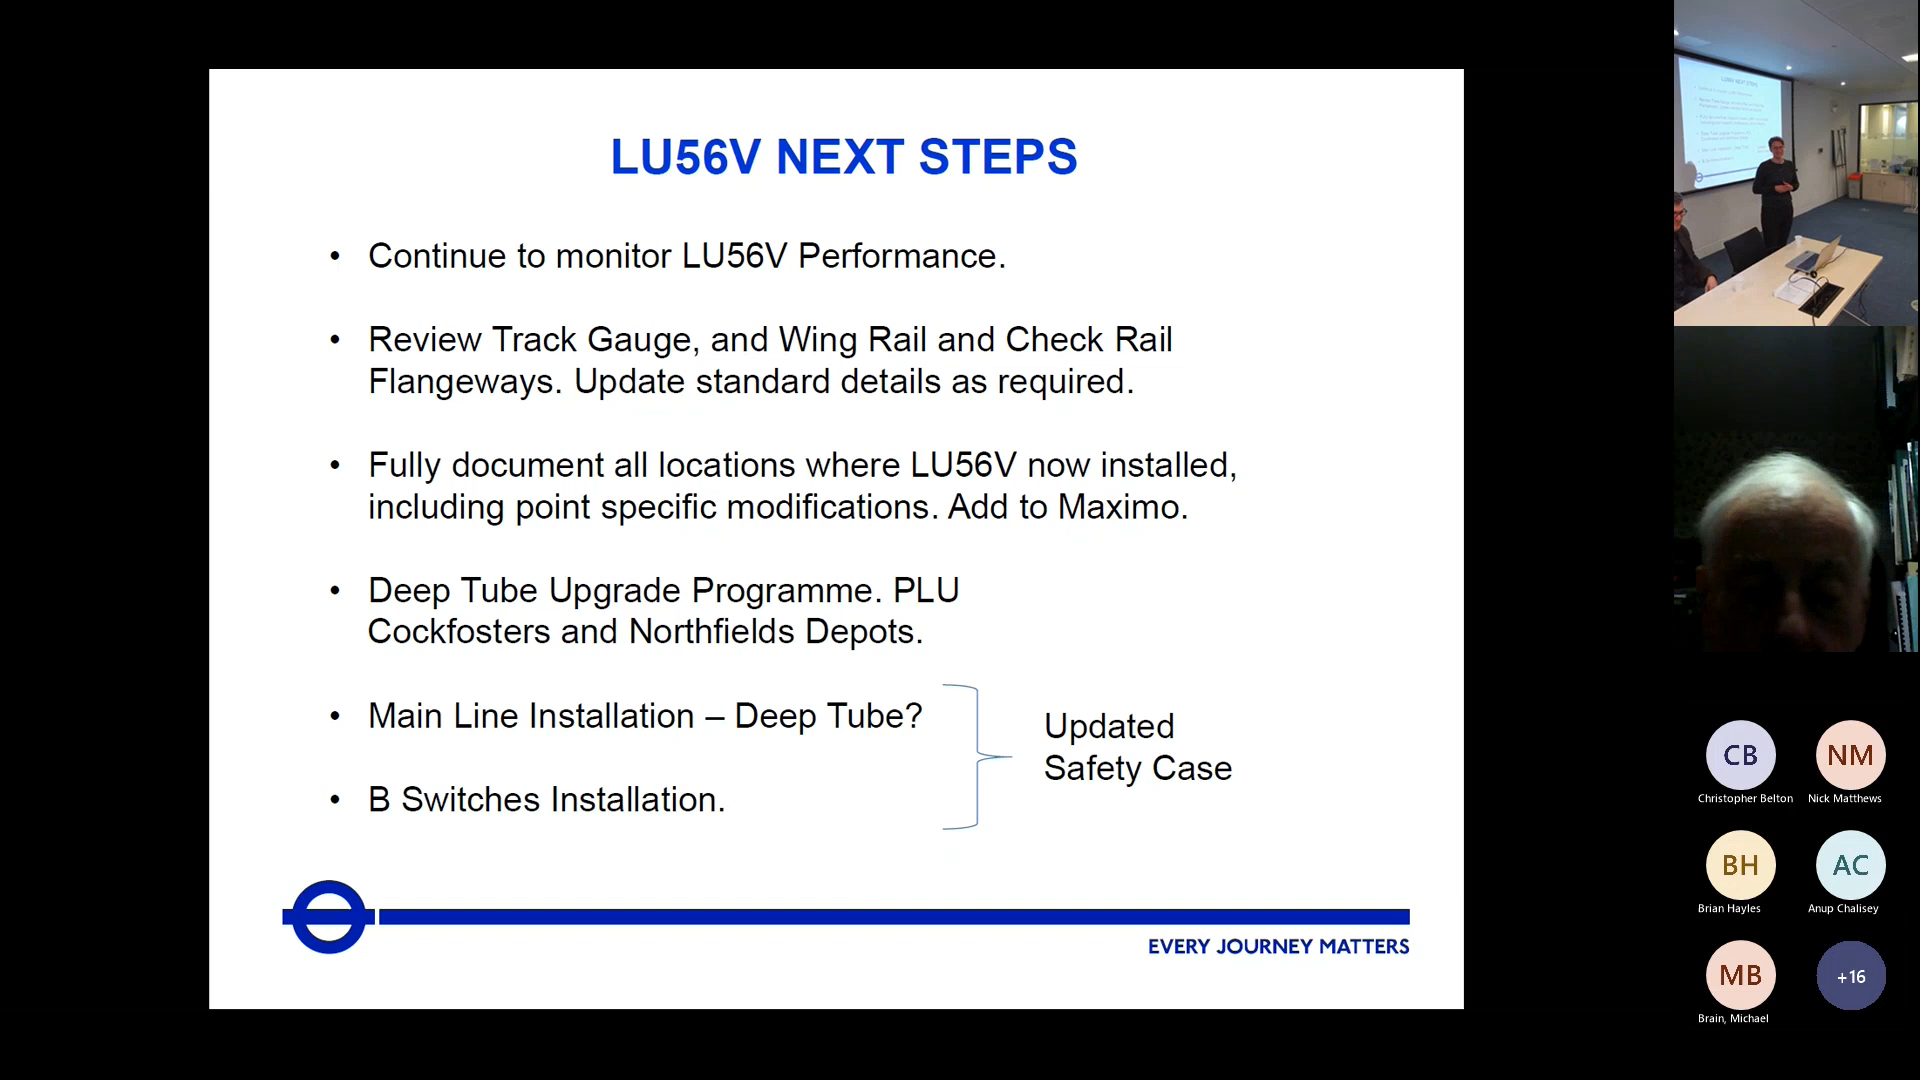 LU56V NEXT STEPS
• Continue to monitor LU56V Performance.
• Review Track Gauge, and Wing Rail and Check Rail
Flangeways. Update standard details as required.
• Fully document all locations where LU56V now installed,
including point specific modifications. Add to Maximo.
• Deep Tube Upgrade Programme. PLU
Cockfosters and Northfields Depots.
• Main Line Installation – Deep Tube?
• B Switches Installation.
Updated
Safety Case
EVERY JOURNEY MATTERS
CB
Christopher Belton
NM
Nick Matthews
BH
Brian Hayles
AC
Anup Chalisey
MB
Brain, Michael
+16